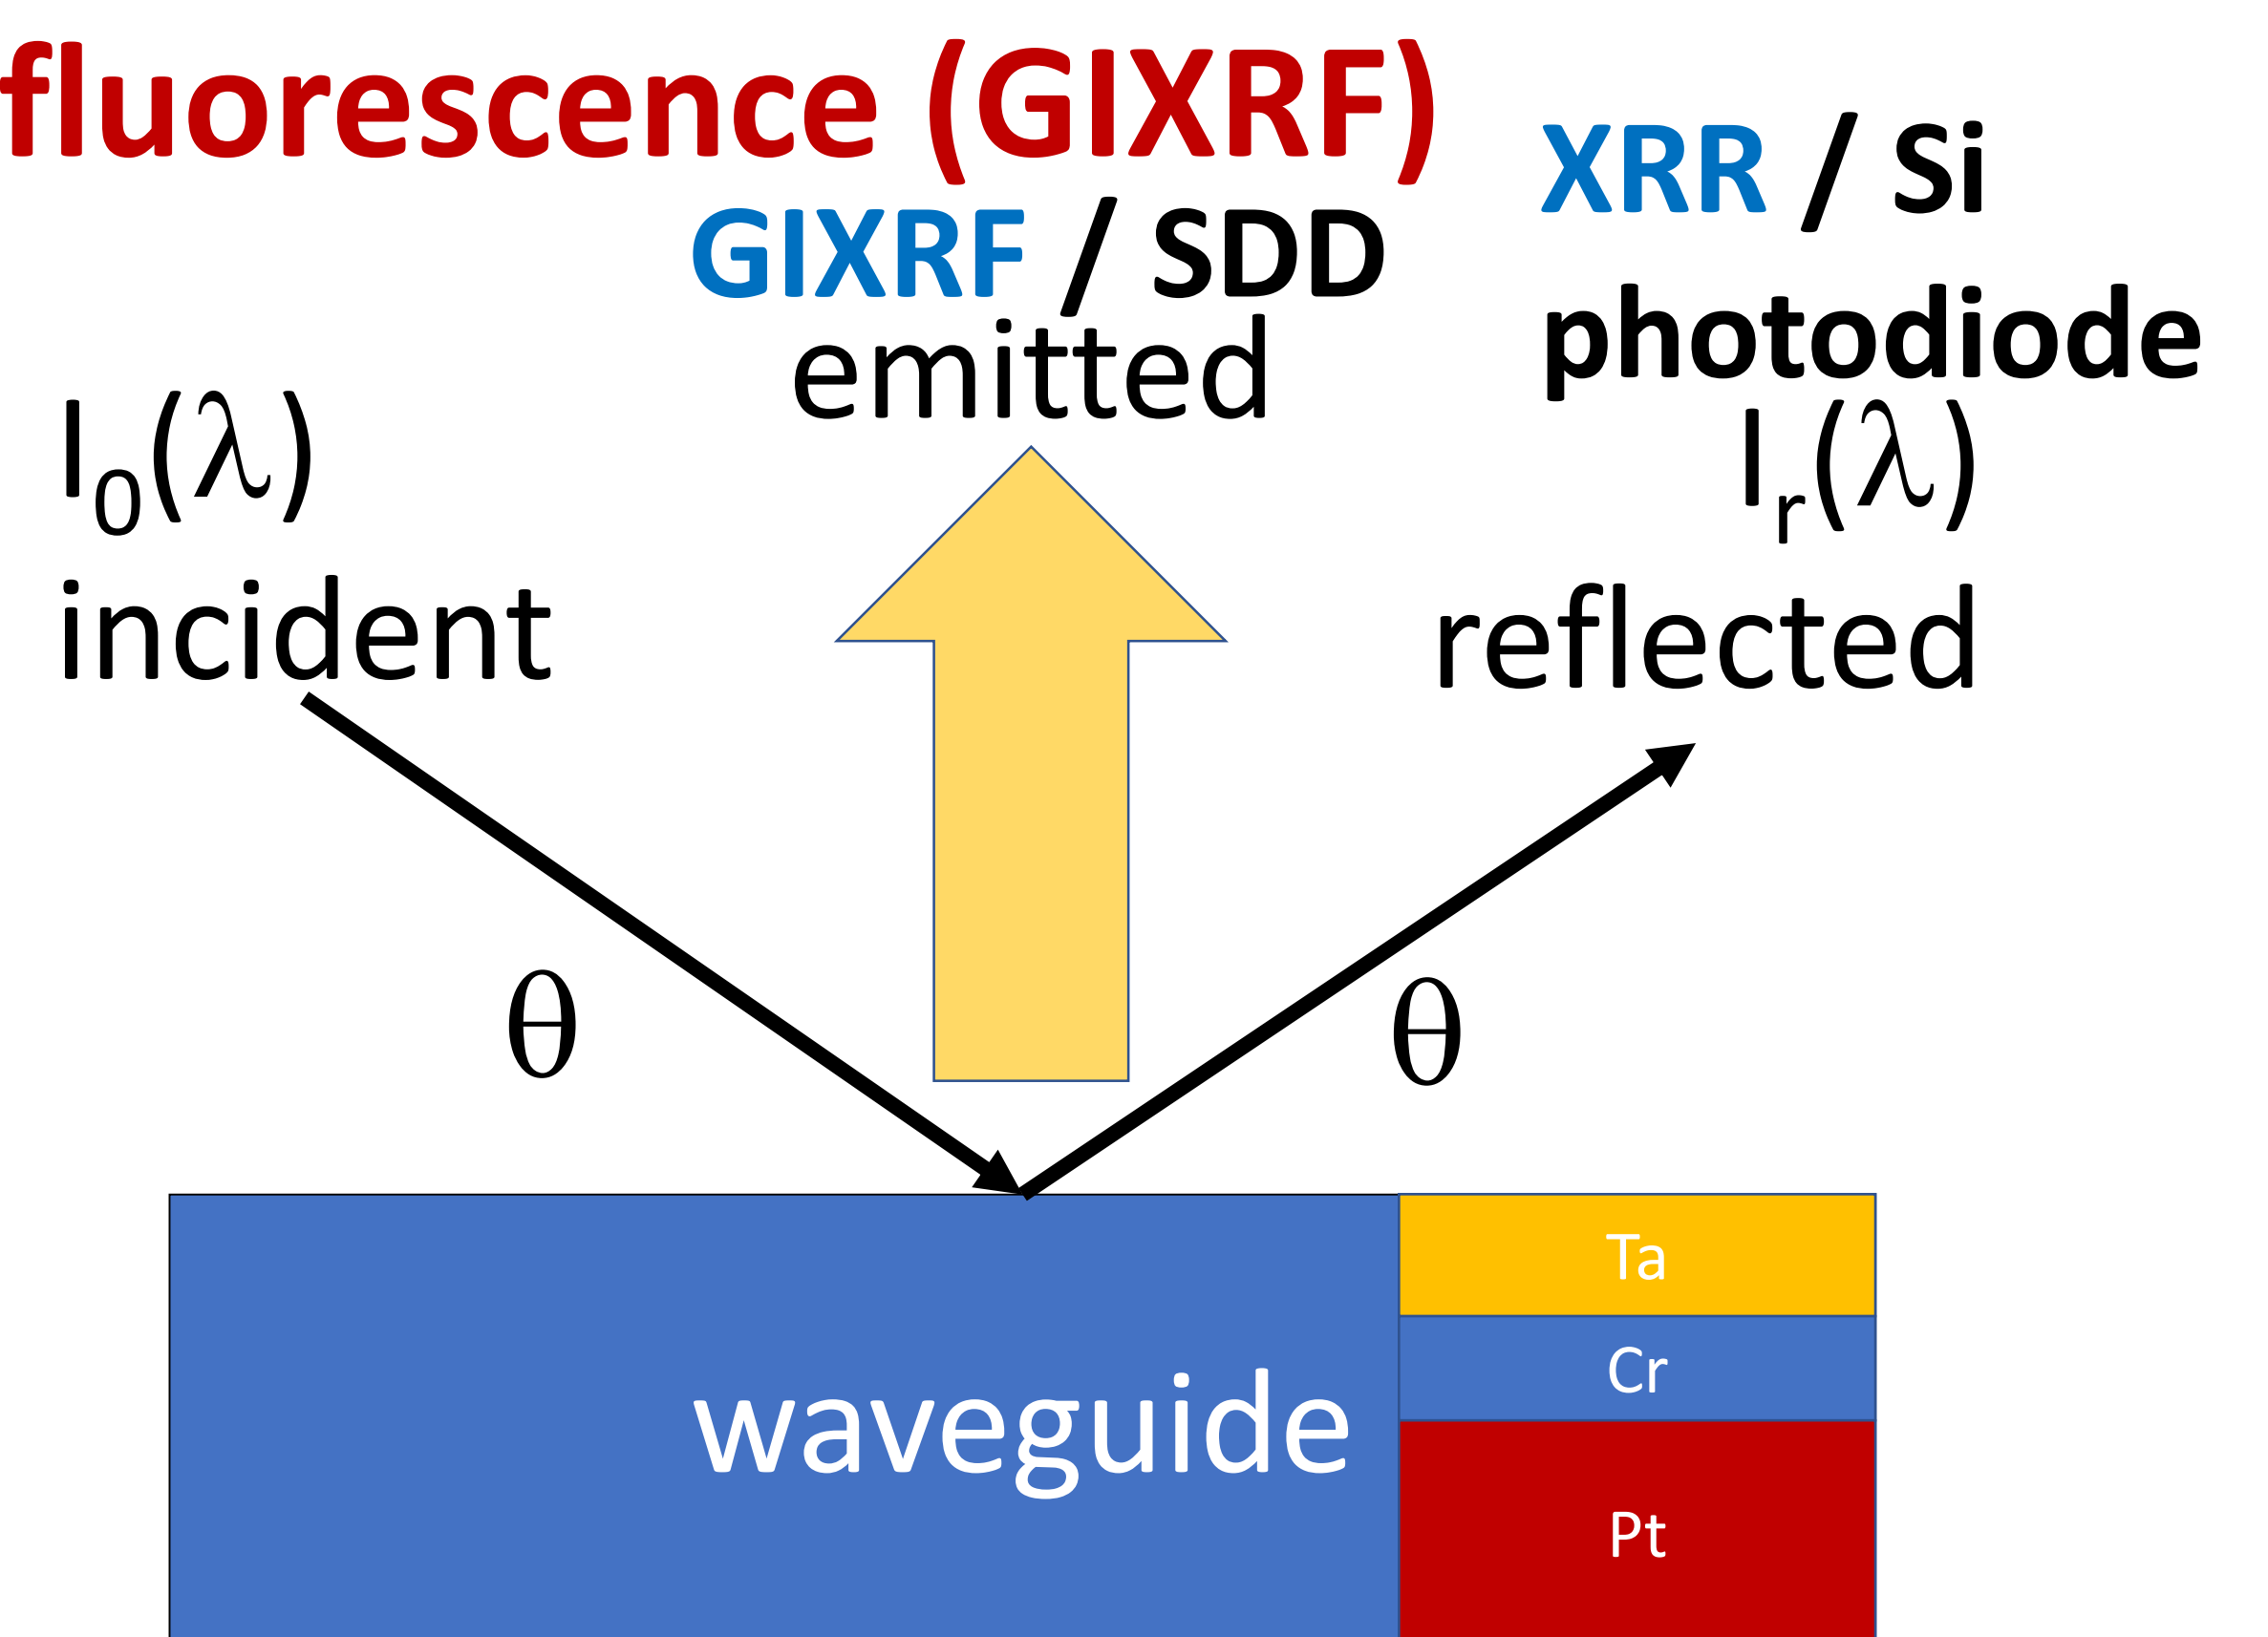 fluorescence (GIXRF)
XRR / Si
photodiode
GIXRF / SDD
emitted
I₀(λ)
incident
Iᵣ(λ)
reflected
θ
θ
waveguide
Ta
Cr
Pt